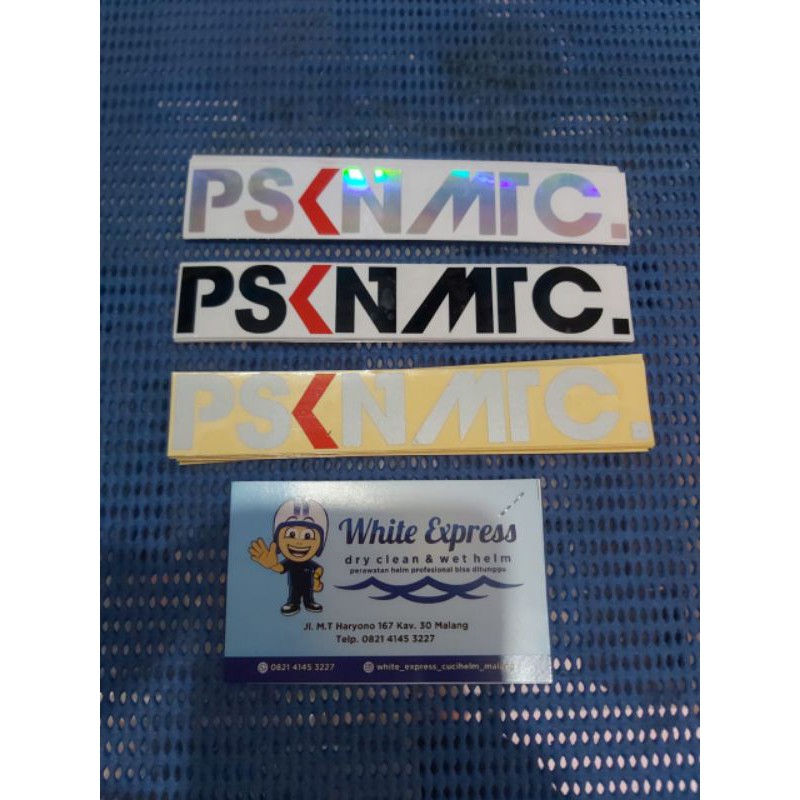 PSKNMTC.
PSKNMTC.
PSKNMTC.
White Express
dry clean & wet helm
perawatan helm profesional bisa ditunggu
Jl. M.T Haryono 167 Kav. 30 Malang
Telp. 0821 4145 3227
0821 4145 3227
white_express_cucihelm_malang